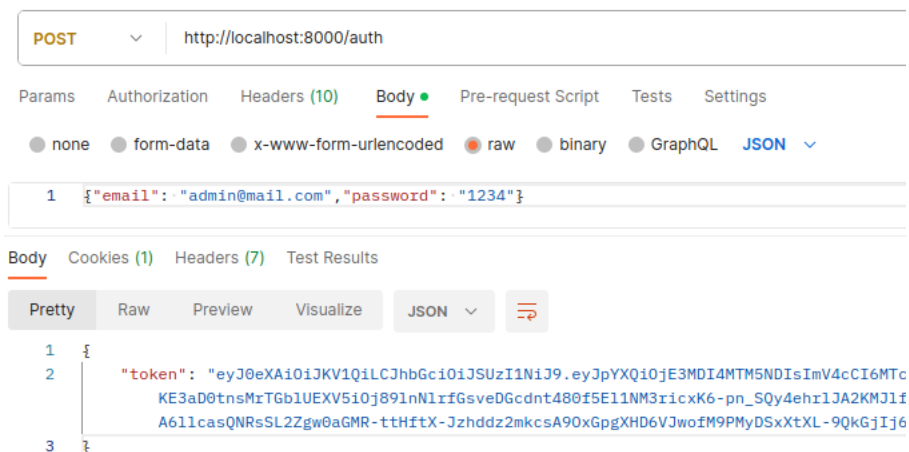 POST http://localhost:8000/auth
Params Authorization Headers (10) Body Pre-request Script Tests Settings
none form-data x-www-form-urlencoded raw binary GraphQL JSON
1 {"email": "admin@mail.com","password": "1234"}
Body Cookies (1) Headers (7) Test Results
Pretty Raw Preview Visualize JSON
1 {
2 "token": "eyJ0eXAiOiJKV1QiLCJhbGciOiJSUzI1NiJ9.eyJpYXQiOjE3MDI4MTM5NDIsImV4cCI6MTc
KE3aD0tnsMrTGblUEXV5iOj89lnNlrfGsveDGcdnt480f5El1NM3ricxK6-pn_SQy4ehrlJA2KMJlf
A6llcasQNRsSL2Zgw0aGMR-ttHftX-Jzhddz2mkcsA9OxGpgXHD6VJwofM9PMyDSxXtXL-9QkGjIj6
3 }